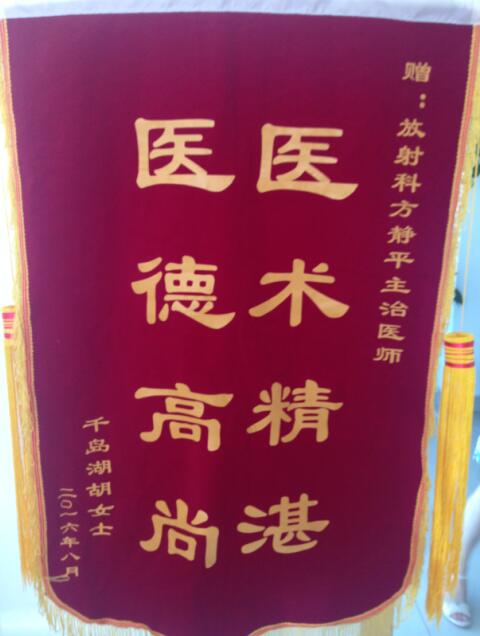 赠：放射科方静平主治医师
医术精湛
医德高尚
千岛湖胡女士
二〇一六年八月